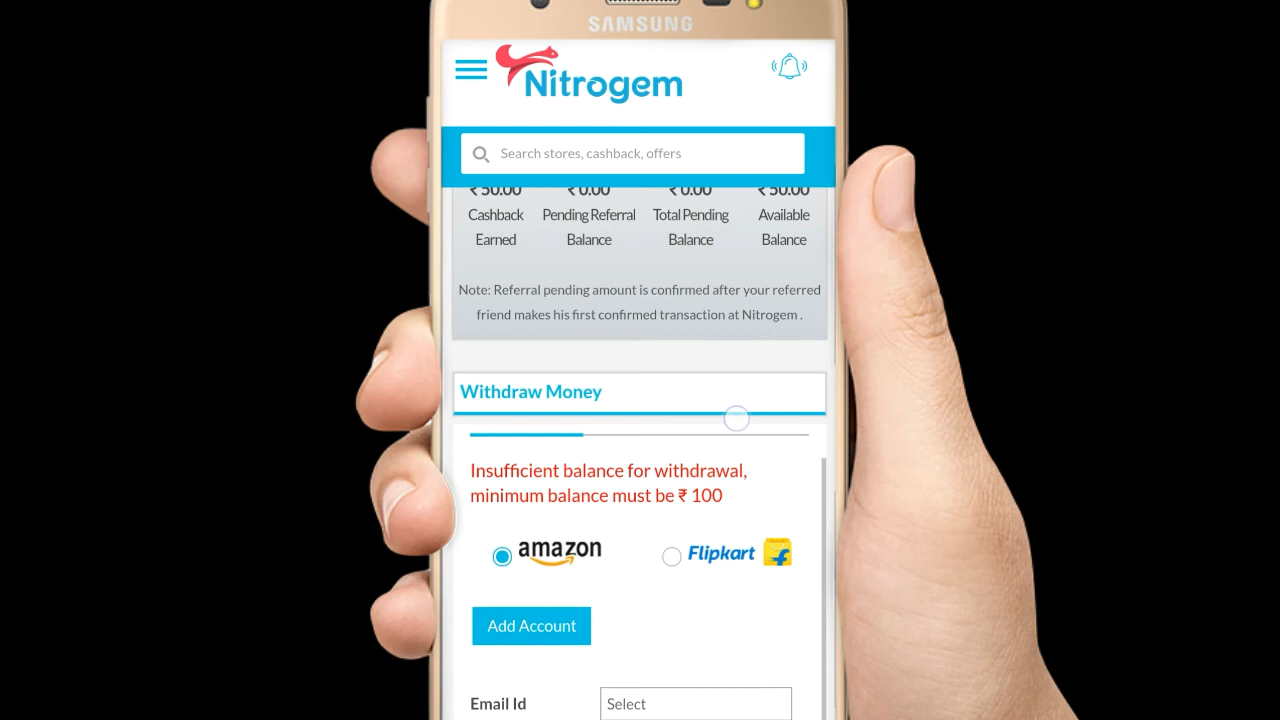 SAMSUNG
Nitrogem
Search stores, cashback, offers
₹ 50.00 ₹ 0.00 ₹ 0.00 ₹ 50.00
Cashback Pending Referral Total Pending Available
Earned Balance Balance Balance
Note: Referral pending amount is confirmed after your referred
friend makes his first confirmed transaction at Nitrogem .
Withdraw Money
Insufficient balance for withdrawal,
minimum balance must be ₹ 100
amazon Flipkart f
Add Account
Email Id Select